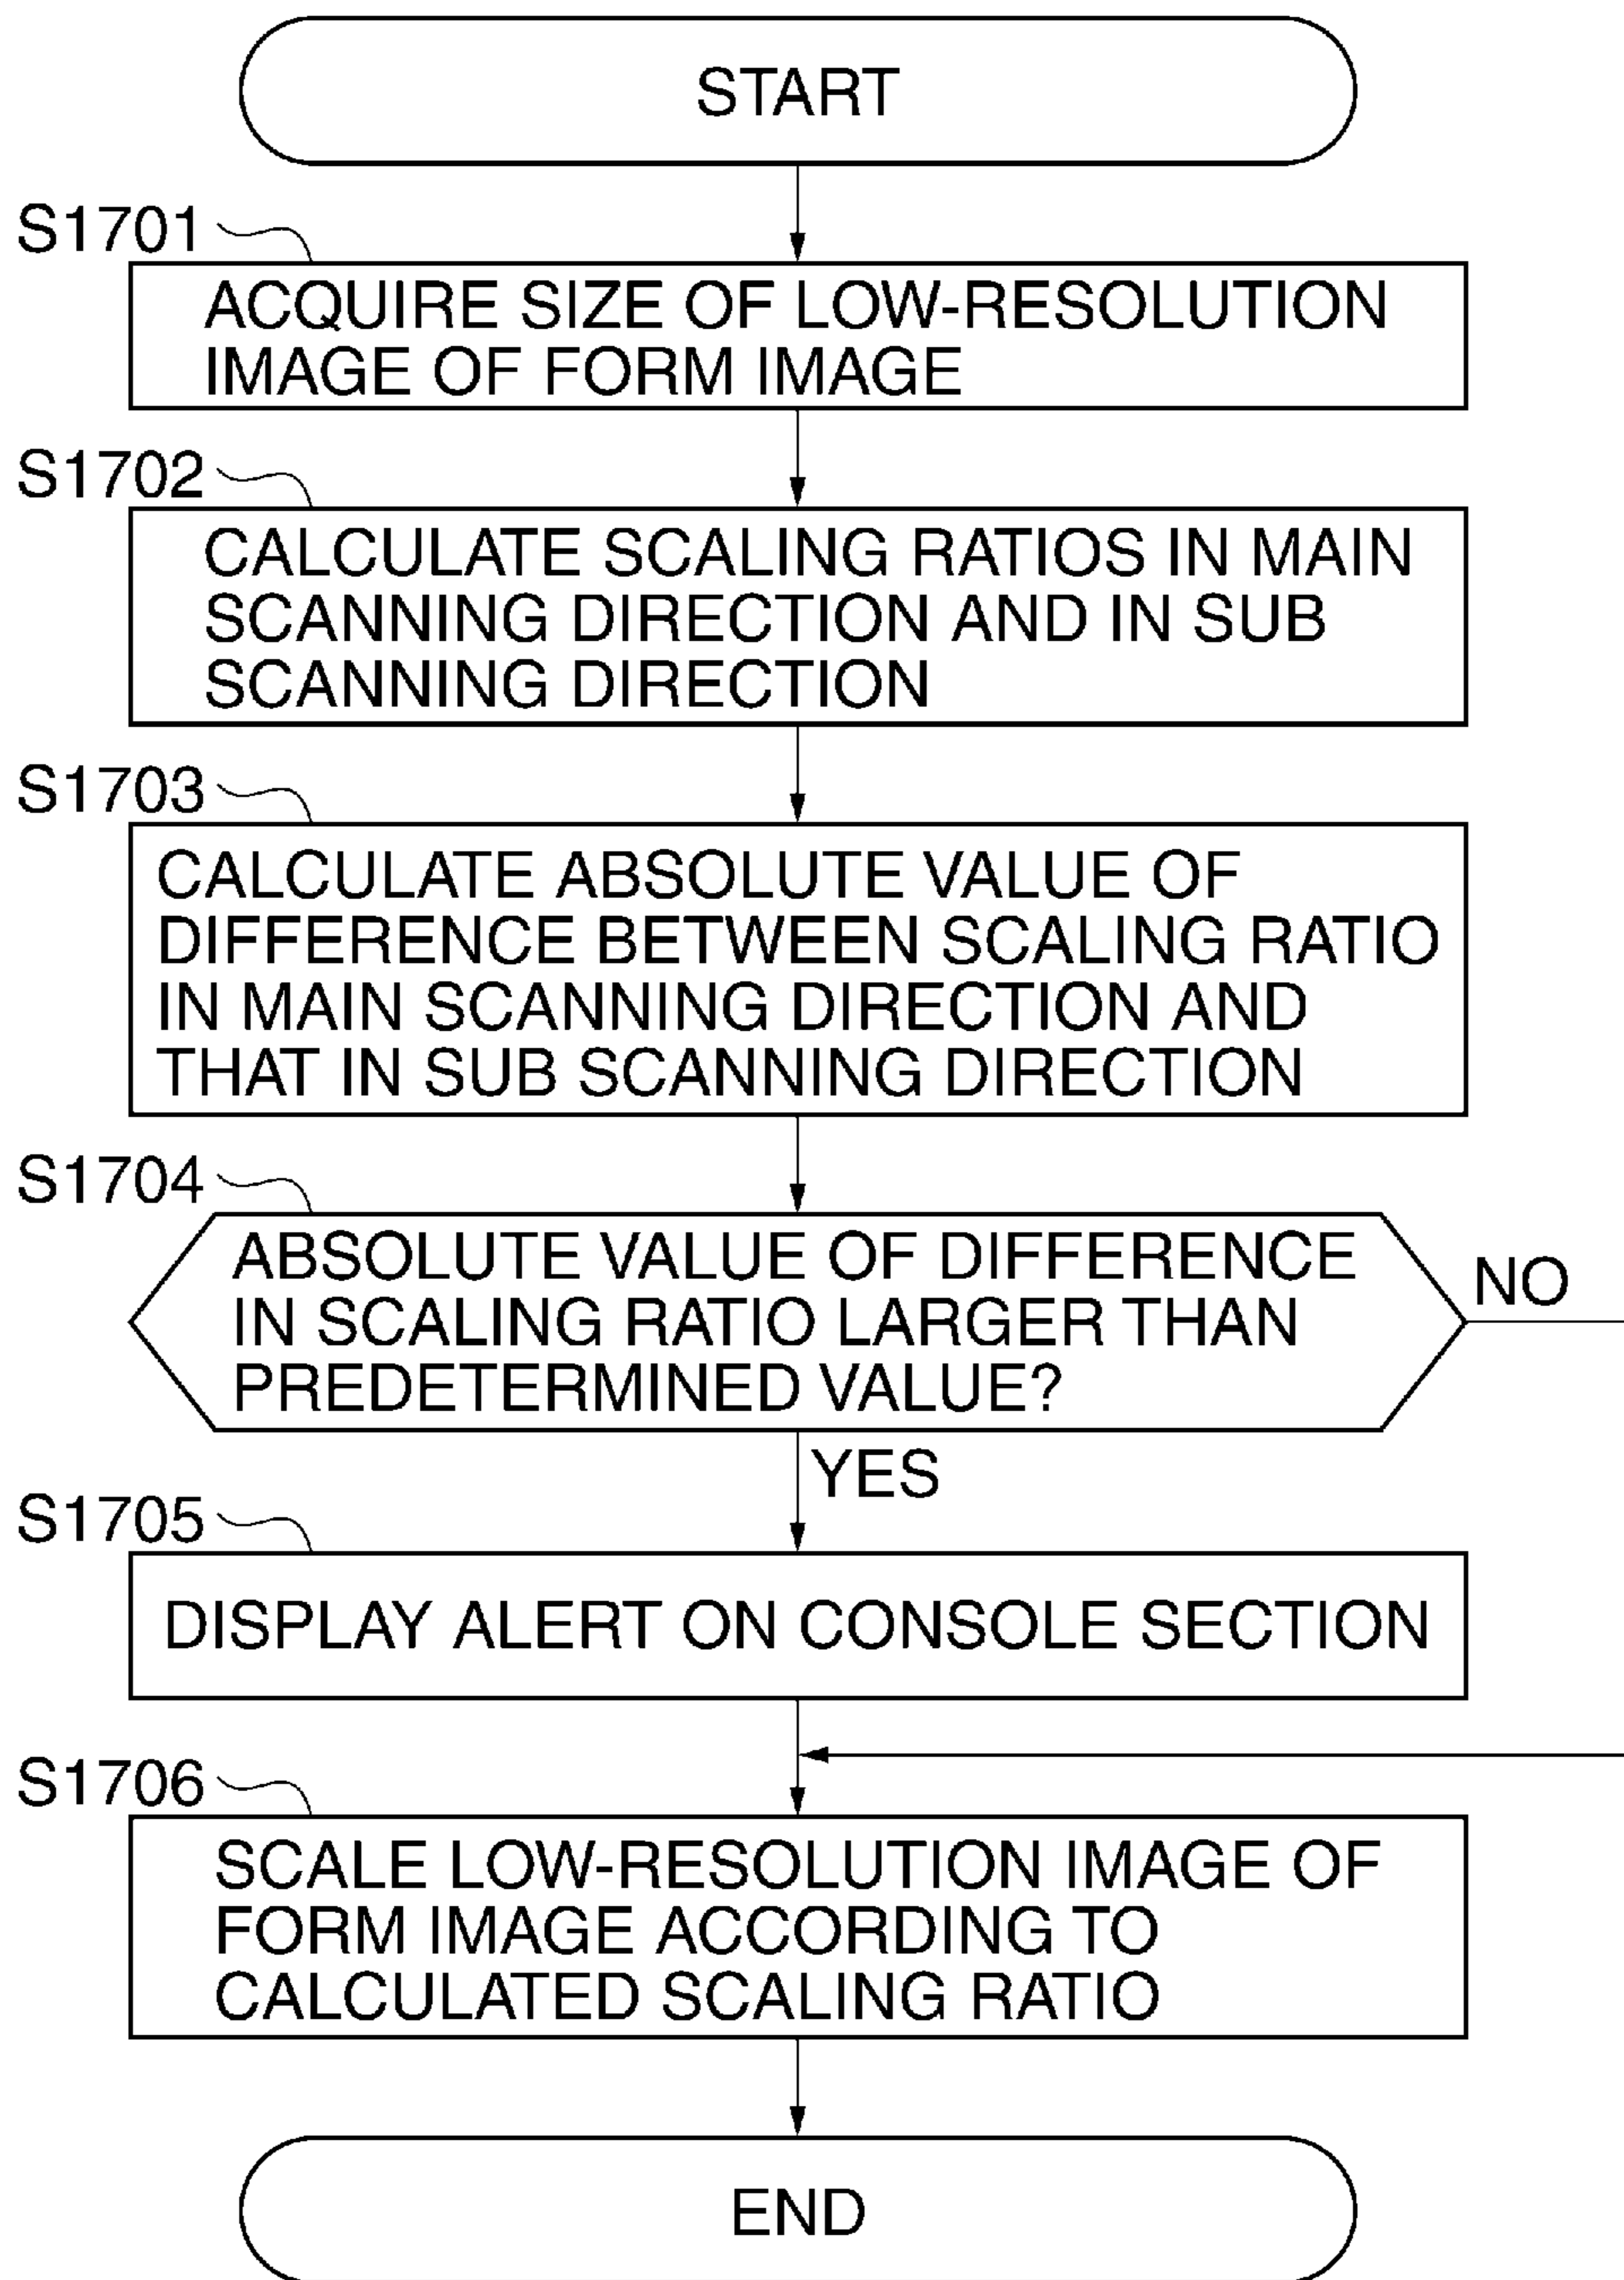 START
S1701
ACQUIRE SIZE OF LOW-RESOLUTION
IMAGE OF FORM IMAGE
S1702
CALCULATE SCALING RATIOS IN MAIN
SCANNING DIRECTION AND IN SUB
SCANNING DIRECTION
S1703
CALCULATE ABSOLUTE VALUE OF
DIFFERENCE BETWEEN SCALING RATIO
IN MAIN SCANNING DIRECTION AND
THAT IN SUB SCANNING DIRECTION
S1704
ABSOLUTE VALUE OF DIFFERENCE
IN SCALING RATIO LARGER THAN
PREDETERMINED VALUE?
NO
YES
S1705
DISPLAY ALERT ON CONSOLE SECTION
S1706
SCALE LOW-RESOLUTION IMAGE OF
FORM IMAGE ACCORDING TO
CALCULATED SCALING RATIO
END